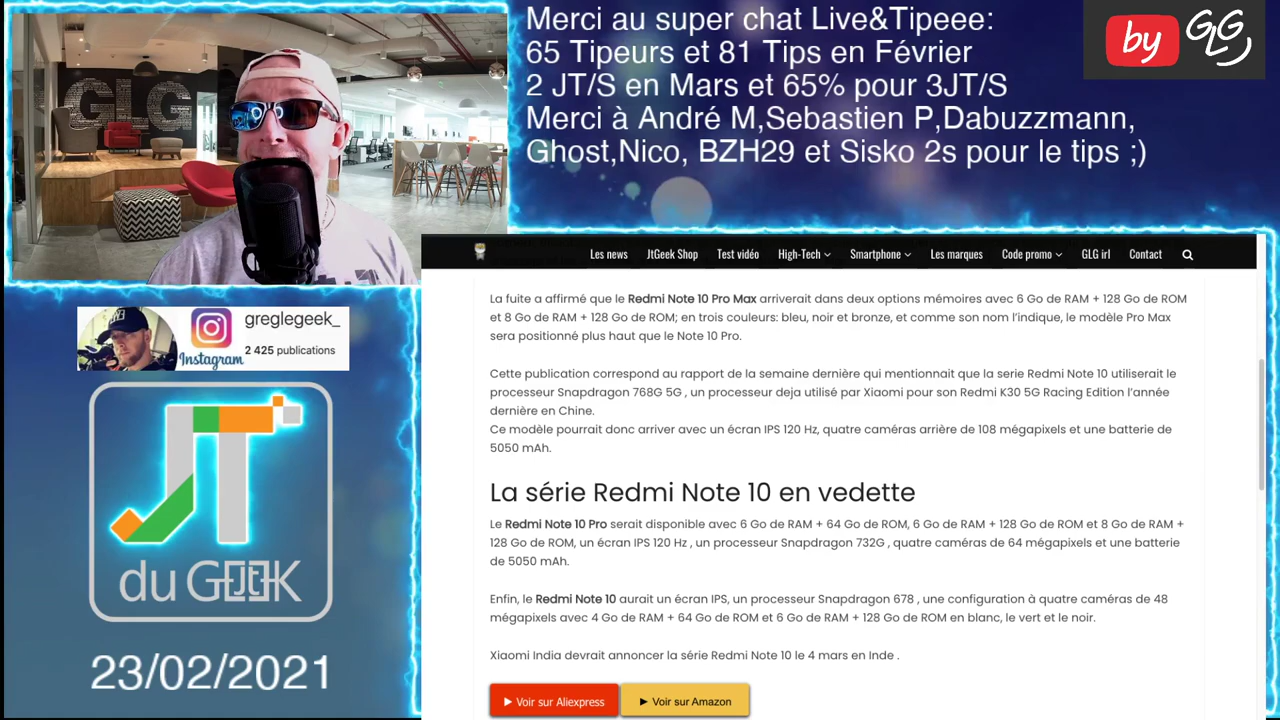 GLG
Merci au super chat Live&Tipeee:
65 Tipeurs et 81 Tips en Février
2 JT/S en Mars et 65% pour 3JT/S
Merci à André M,Sebastien P,Dabuzzmann,
Ghost,Nico, BZH29 et Sisko 2s pour le tips ;)
by GLG
Les news JtGeek Shop Test vidéo High-Tech Smartphone Les marques Code promo GLG irl Contact
La fuite a affirmé que le Redmi Note 10 Pro Max arriverait dans deux options mémoires avec 6 Go de RAM + 128 Go de ROM
et 8 Go de RAM + 128 Go de ROM; en trois couleurs: bleu, noir et bronze, et comme son nom l’indique, le modèle Pro Max
sera positionné plus haut que le Note 10 Pro.
Cette publication correspond au rapport de la semaine dernière qui mentionnait que la serie Redmi Note 10 utiliserait le
processeur Snapdragon 768G 5G , un processeur deja utilisé par Xiaomi pour son Redmi K30 5G Racing Edition l’année
dernière en Chine.
Ce modèle pourrait donc arriver avec un écran IPS 120 Hz, quatre caméras arrière de 108 mégapixels et une batterie de
5050 mAh.
La série Redmi Note 10 en vedette
Le Redmi Note 10 Pro serait disponible avec 6 Go de RAM + 64 Go de ROM, 6 Go de RAM + 128 Go de ROM et 8 Go de RAM +
128 Go de ROM, un écran IPS 120 Hz , un processeur Snapdragon 732G , quatre caméras de 64 mégapixels et une batterie
de 5050 mAh.
Enfin, le Redmi Note 10 aurait un écran IPS, un processeur Snapdragon 678 , une configuration à quatre caméras de 48
mégapixels avec 4 Go de RAM + 64 Go de ROM et 6 Go de RAM + 128 Go de ROM en blanc, le vert et le noir.
Xiaomi India devrait annoncer la série Redmi Note 10 le 4 mars en Inde .
Voir sur Aliexpress Voir sur Amazon
greglegeek_
Instagram
2 425 publications
JT
du GEEK
23/02/2021